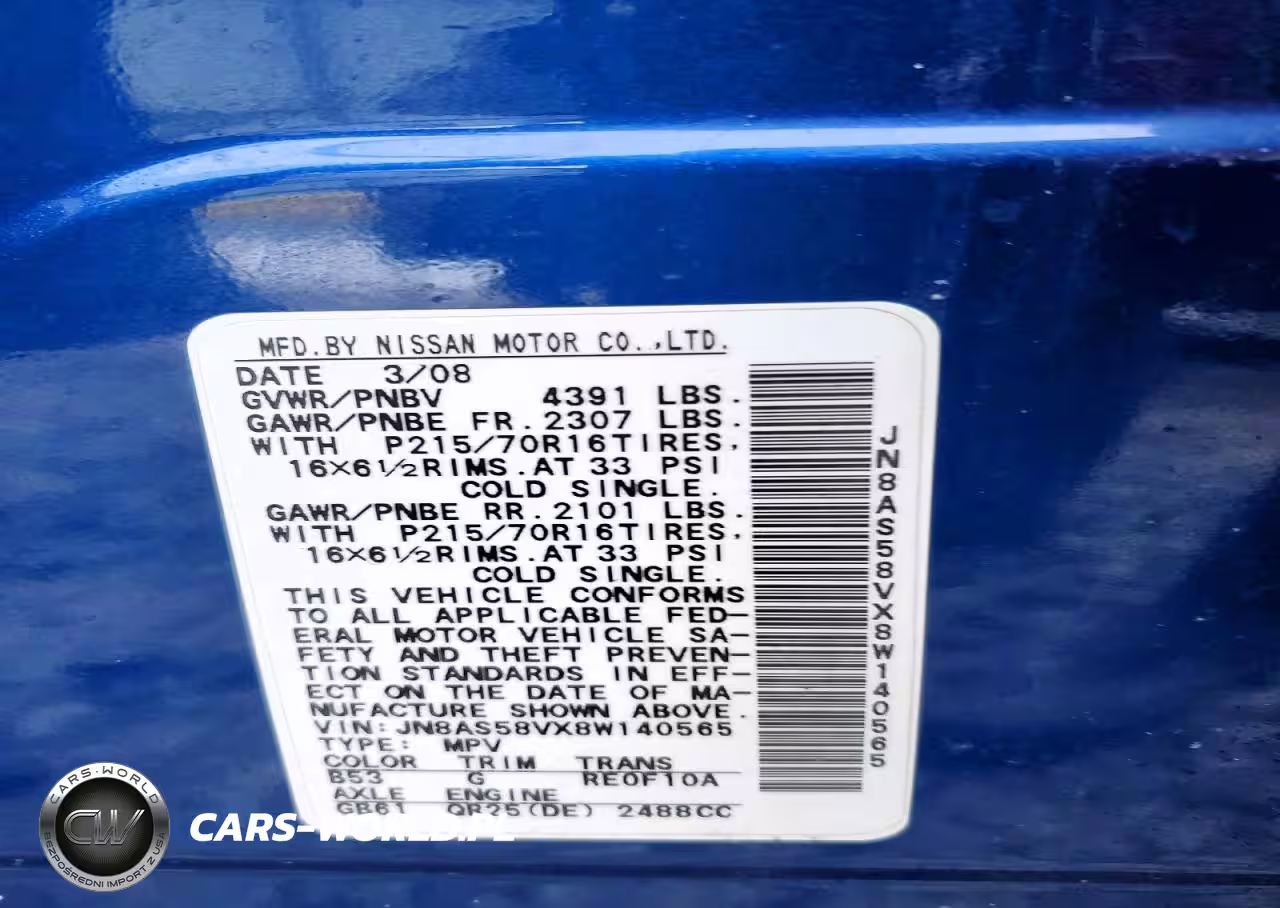 MFD.BY NISSAN MOTOR CO.,LTD.
DATE 3/08
GVWR/PNBV 4391 LBS.
GAWR/PNBE FR.2307 LBS.
WITH P215/70R16TIRES,
16X6½RIMS.AT 33 PSI
COLD SINGLE.
GAWR/PNBE RR.2101 LBS.
WITH P215/70R16TIRES,
16X6½RIMS.AT 33 PSI
COLD SINGLE.
THIS VEHICLE CONFORMS
TO ALL APPLICABLE FED-
ERAL MOTOR VEHICLE SA-
FETY AND THEFT PREVEN-
TION STANDARDS IN EFF-
ECT ON THE DATE OF MA-
NUFACTURE SHOWN ABOVE.
VIN:JN8AS58VX8W140565
TYPE: MPV
COLOR TRIM TRANS
B53 G RE0F10A
AXLE ENGINE
GB61 QR25(DE) 2488CC
JN8AS58VX8W140565
CARS-WORLD
CW
BEZPOŚREDNI IMPORT Z USA
CARS-WORLD.PL